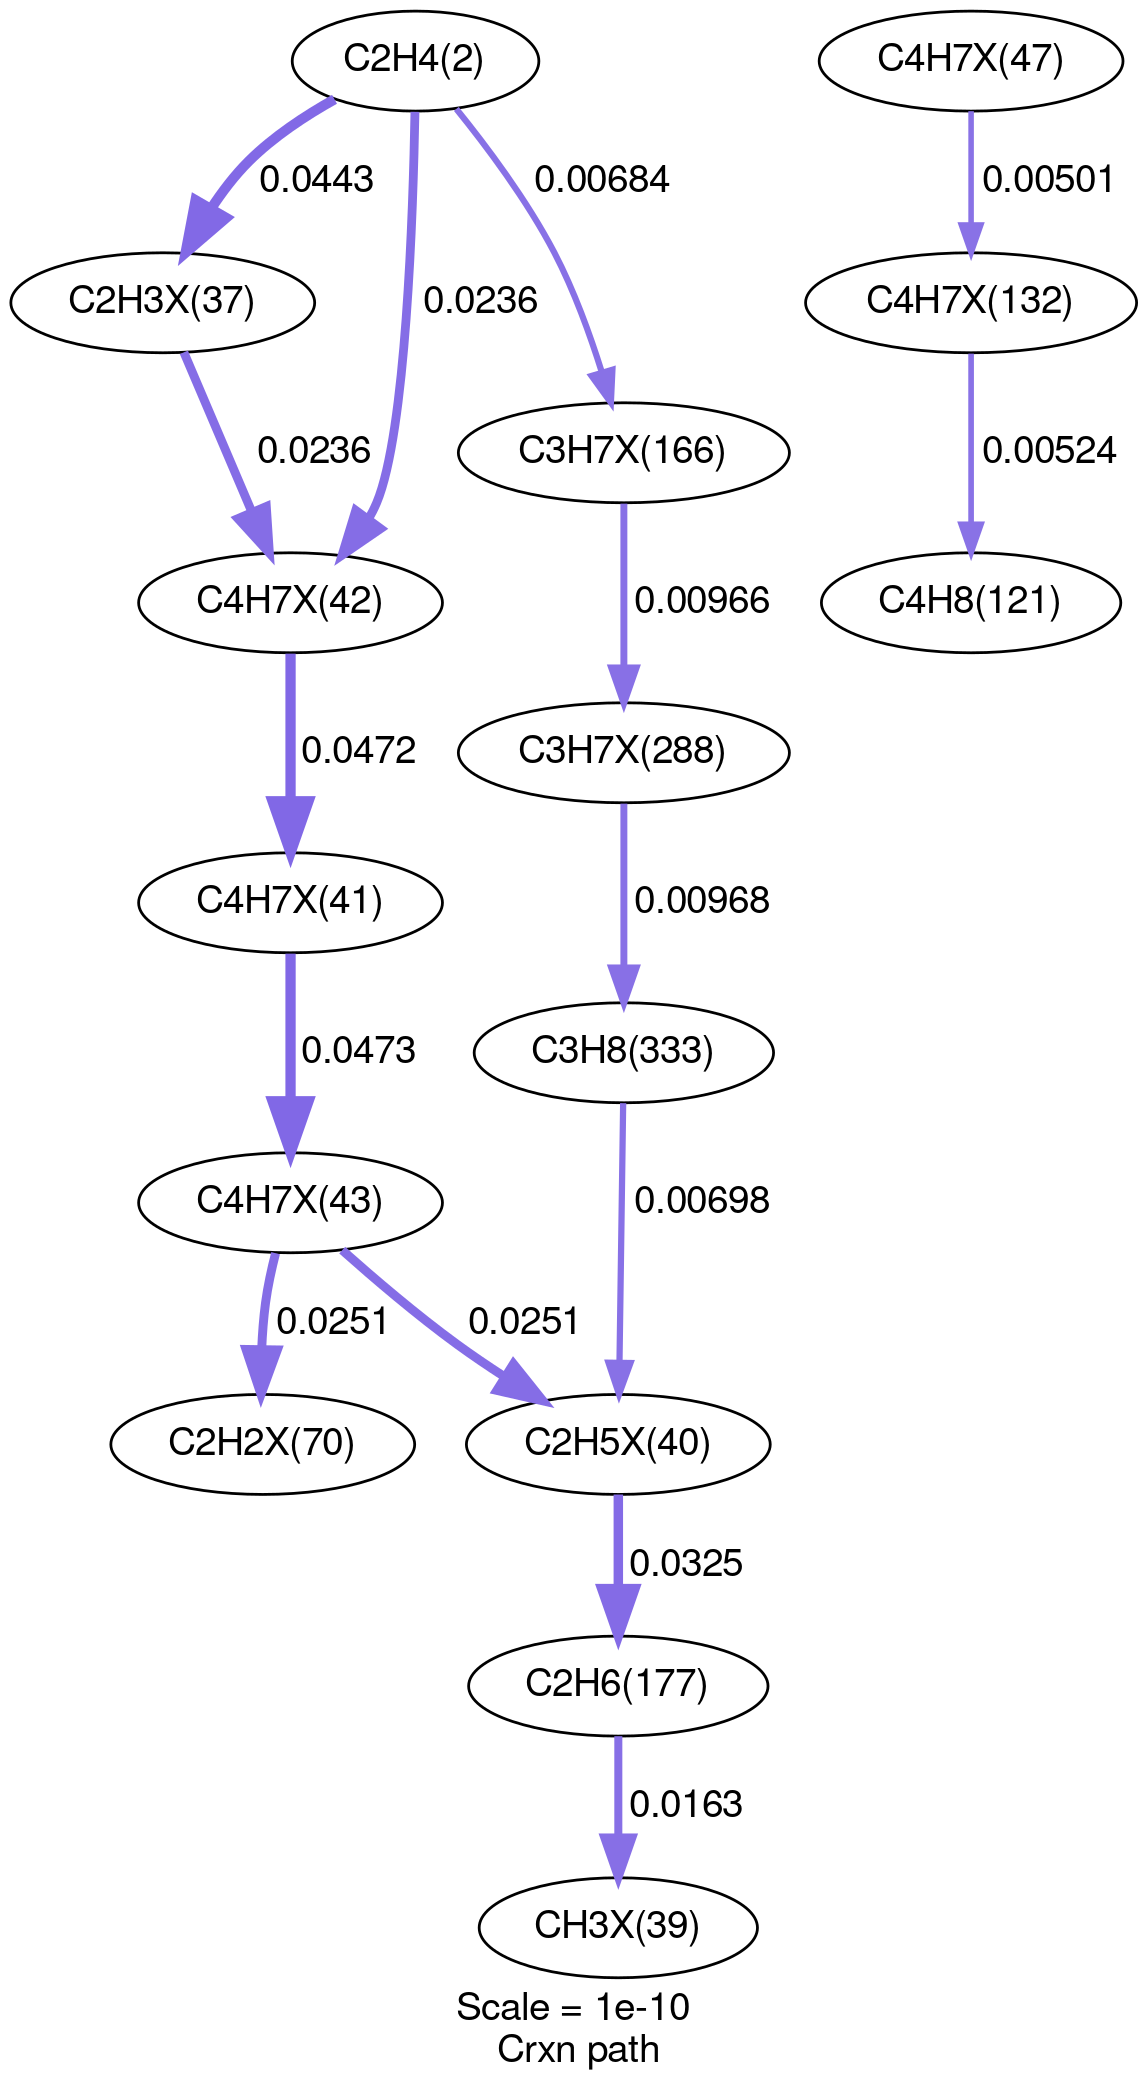 C2H4(2)
C4H7X(47)
0.0443
0.00684
0.00501
C2H3X(37)
0.0236
C4H7X(132)
0.0236
C3H7X(166)
0.00524
C4H7X(42)
0.00966
C4H8(121)
0.0472
C3H7X(288)
C4H7X(41)
0.00968
0.0473
C3H8(333)
C4H7X(43)
0.00698
0.0251
0.0251
C2H2X(70)
C2H5X(40)
0.0325
C2H6(177)
0.0163
CH3X(39)
Scale = 1e-10
Crxn path